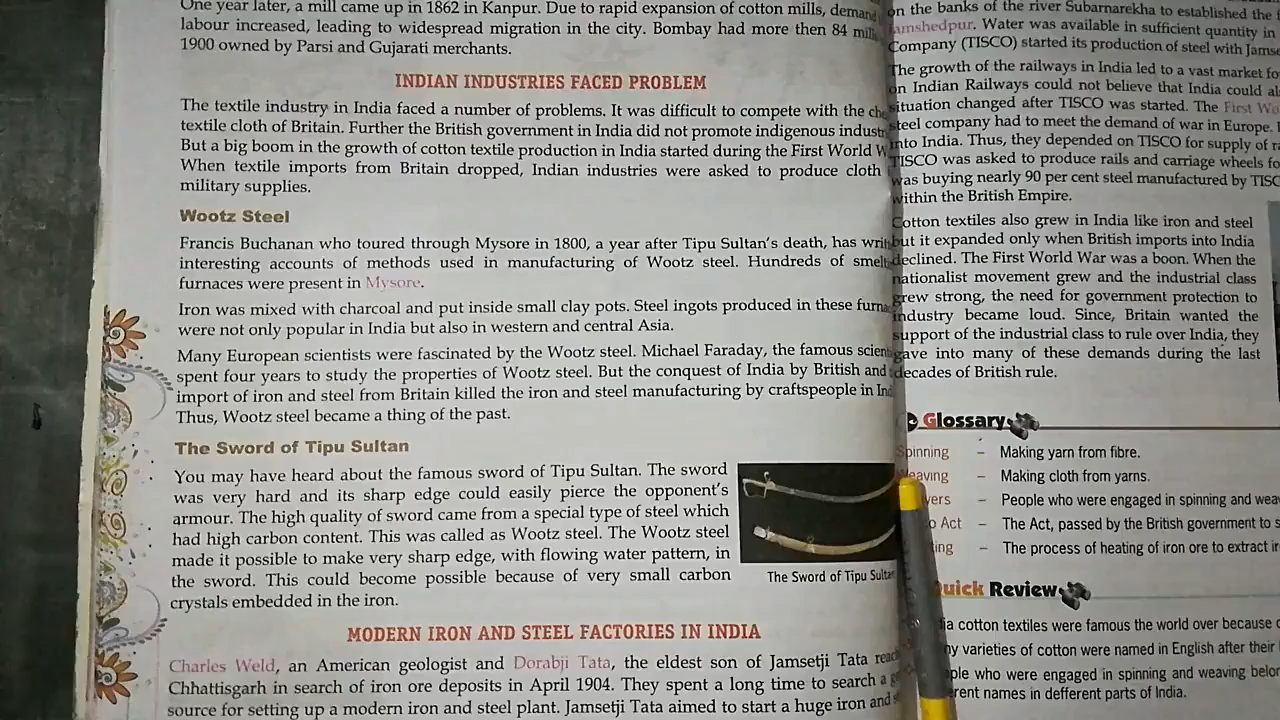 One year later, a mill came up in 1862 in Kanpur. Due to rapid expansion of cotton mills, demand
labour increased, leading to widespread migration in the city. Bombay had more then 84
1900 owned by Parsi and Gujarati merchants.
INDIAN INDUSTRIES FACED PROBLEM
The textile industry in India faced a number of problems. It was difficult to compete with the
textile cloth of Britain. Further the British government in India did not promote indigenous
But a big boom in the growth of cotton textile production in India started during the First World
When textile imports from Britain dropped, Indian industries were asked to produce cloth
military supplies.
Wootz Steel
Francis Buchanan who toured through Mysore in 1800, a year after Tipu Sultan's death, has
interesting accounts of methods used in manufacturing of Wootz steel. Hundreds of
furnaces were present in Mysore.
Iron was mixed with charcoal and put inside small clay pots. Steel ingots produced in these
were not only popular in India but also in western and central Asia.
Many European scientists were fascinated by the Wootz steel. Michael Faraday, the famous
spent four years to study the properties of Wootz steel. But the conquest of India by British and
import of iron and steel from Britain killed the iron and steel manufacturing by craftspeople in
Thus, Wootz steel became a thing of the past.
The Sword of Tipu Sultan
You may have heard about the famous sword of Tipu Sultan. The sword
was very hard and its sharp edge could easily pierce the opponent's
armour. The high quality of sword came from a special type of steel which
had high carbon content. This was called as Wootz steel. The Wootz steel
made it possible to make very sharp edge, with flowing water pattern, in
the sword. This could become possible because of very small carbon
crystals embedded in the iron.
The Sword of Tipu
MODERN IRON AND STEEL FACTORIES IN INDIA
Charles Weld, an American geologist and Dorabji Tata, the eldest son of Jamsetji Tata
Chhattisgarh in search of iron ore deposits in April 1904. They spent a long time to search a
source for setting up a modern iron and steel plant. Jamsetji Tata aimed to start a huge iron and
on the banks of the river Subarnarekha to established the
Jamshedpur. Water was available in sufficient quantity in
Company (TISCO) started its production of steel with
The growth of the railways in India led to a vast market
on Indian Railways could not believe that India could
situation changed after TISCO was started. The First
steel company had to meet the demand of war in Europe.
into India. Thus, they depended on TISCO for supply of
TISCO was asked to produce rails and carriage wheels
was buying nearly 90 per cent steel manufactured by
within the British Empire.
Cotton textiles also grew in India like iron and steel
but it expanded only when British imports into India
declined. The First World War was a boon. When the
nationalist movement grew and the industrial class
grew strong, the need for government protection to
industry became loud. Since, Britain wanted the
support of the industrial class to rule over India, they
gave into many of these demands during the last
decades of British rule.
Glossary
Spinning – Making yarn from fibre.
Weaving – Making cloth from yarns.
– People who were engaged in spinning and
Act – The Act, passed by the British government to
– The process of heating of iron ore to extract
Quick Review
cotton textiles were famous the world over because
varieties of cotton were named in English after their
who were engaged in spinning and weaving
names in defferent parts of India.